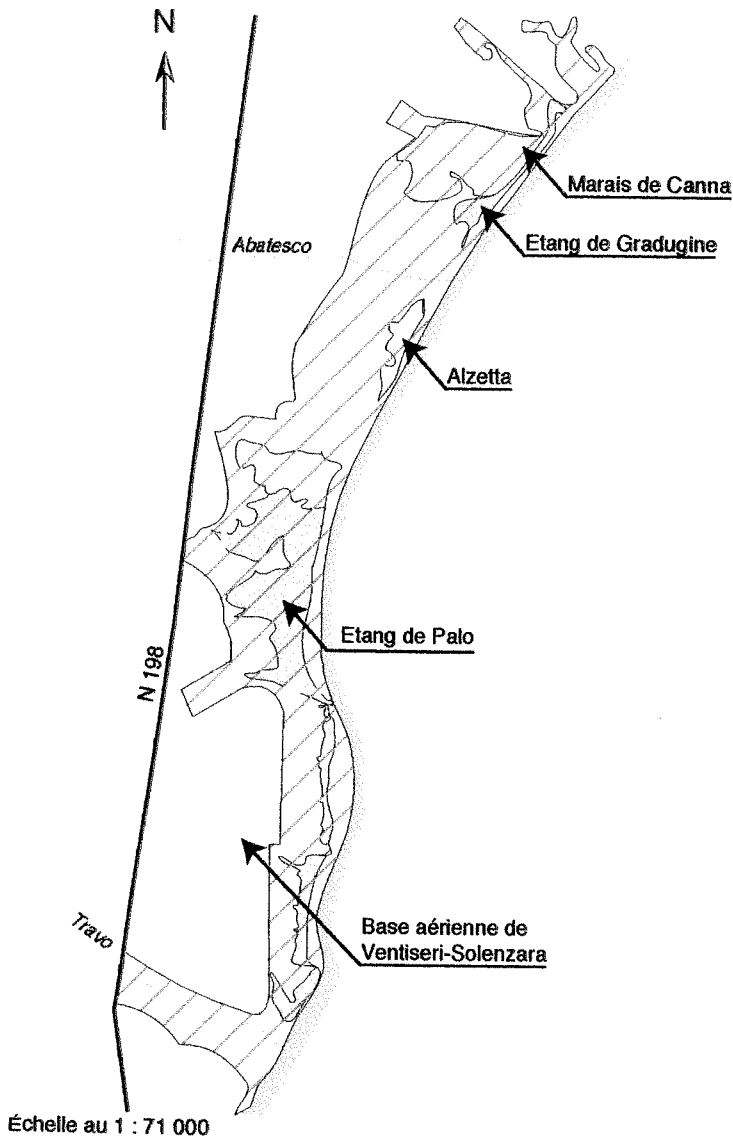 N
Marais de Canna
Abatesco
Etang de Gradugine
Alzetta
Etang de Palo
N 198
Travo
Base aérienne de
Ventiseri-Solenzara
Échelle au 1 : 71 000